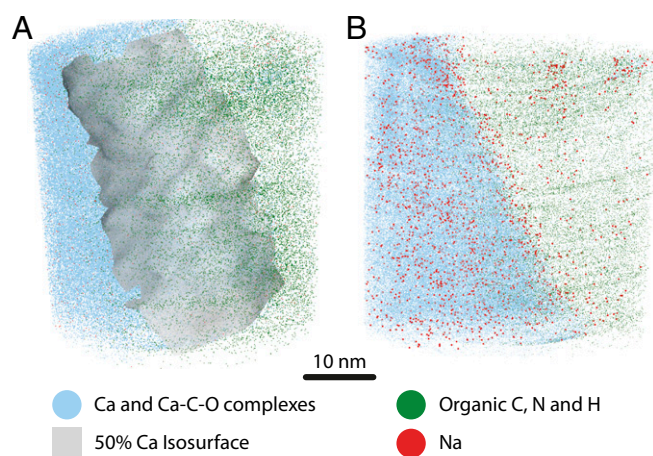 A
B
10 nm
Ca and Ca-C-O complexes
Organic C, N and H
50% Ca Isosurface
Na